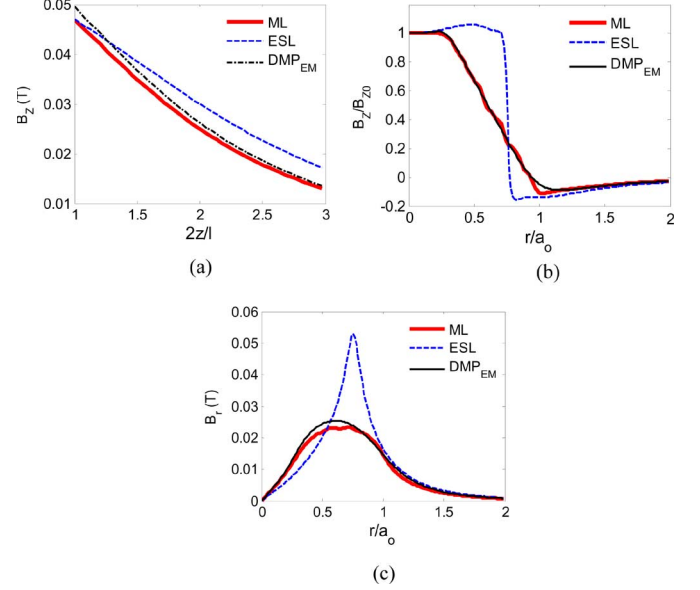 0.05
0.04
0.03
0.02
0.01
B_Z (T)
ML
ESL
DMP_EM
1 1.5 2 2.5 3
2z/l
(a)
1
0.8
0.6
0.4
0.2
0
-0.2
B_Z/B_Z0
ML
ESL
DMP_EM
0 0.5 1 1.5 2
r/a_o
(b)
0.06
0.05
0.04
0.03
0.02
0.01
0
B_r (T)
ML
ESL
DMP_EM
0 0.5 1 1.5 2
r/a_o
(c)